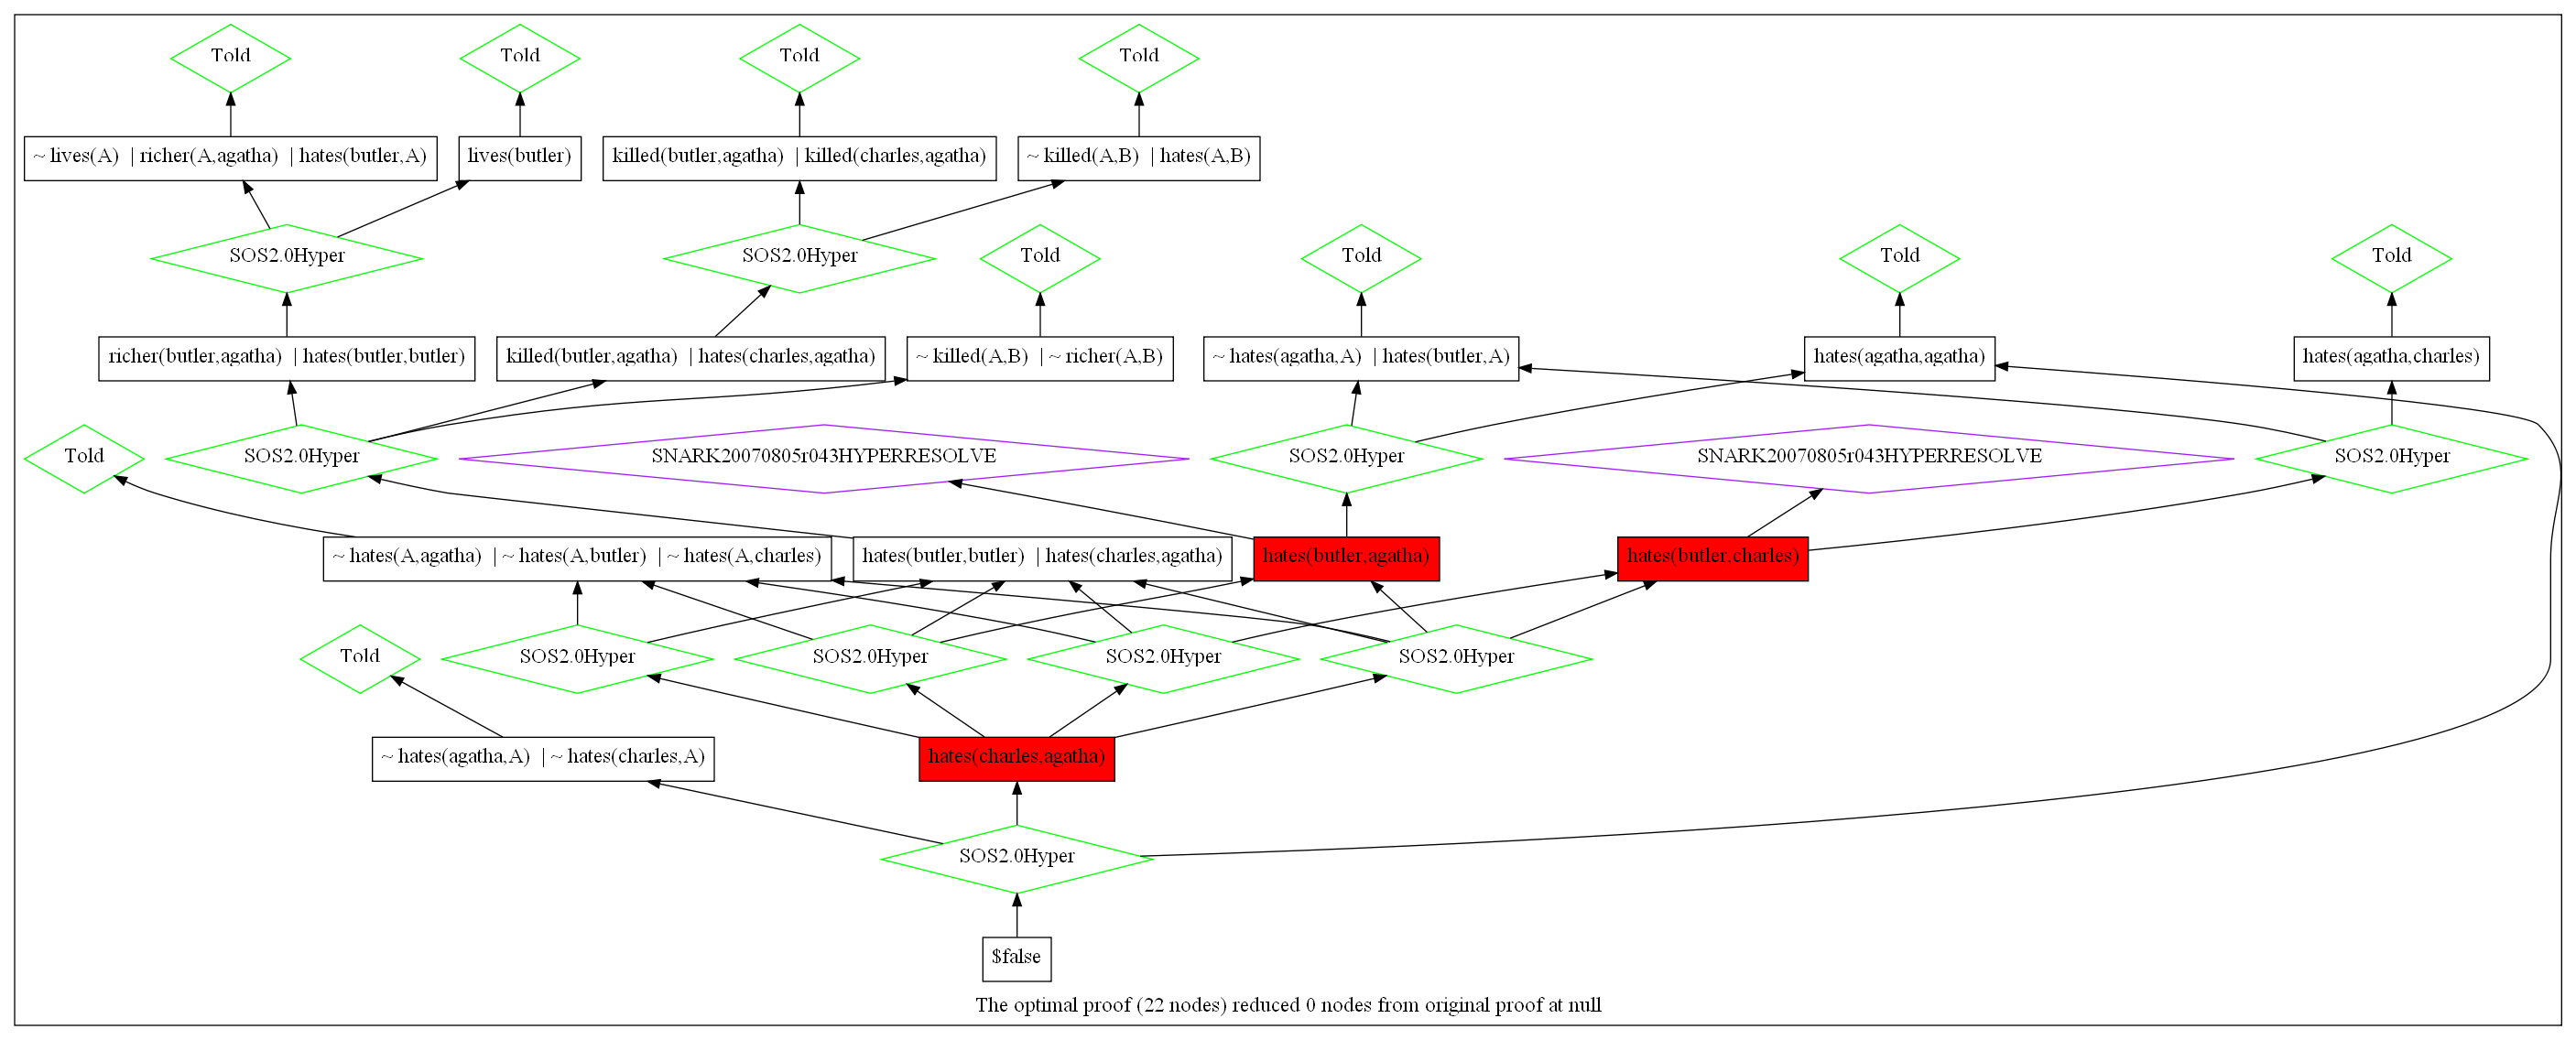 Told
Told
Told
Told
~ lives(A) | richer(A,agatha) | hates(butler,A)
lives(butler)
killed(butler,agatha) | killed(charles,agatha)
~ killed(A,B) | hates(A,B)
SOS2.0Hyper
SOS2.0Hyper
Told
Told
Told
Told
richer(butler,agatha) | hates(butler,butler)
killed(butler,agatha) | hates(charles,agatha)
~ killed(A,B) | ~ richer(A,B)
~ hates(agatha,A) | hates(butler,A)
hates(agatha,agatha)
hates(agatha,charles)
Told
SOS2.0Hyper
SNARK20070805r043HYPERRESOLVE
SOS2.0Hyper
SNARK20070805r043HYPERRESOLVE
SOS2.0Hyper
~ hates(A,agatha) | ~ hates(A,butler) | ~ hates(A,charles)
hates(butler,butler) | hates(charles,agatha)
hates(butler,agatha)
hates(butler,charles)
Told
SOS2.0Hyper
SOS2.0Hyper
SOS2.0Hyper
SOS2.0Hyper
~ hates(agatha,A) | ~ hates(charles,A)
hates(charles,agatha)
SOS2.0Hyper
$false
The optimal proof (22 nodes) reduced 0 nodes from original proof at null